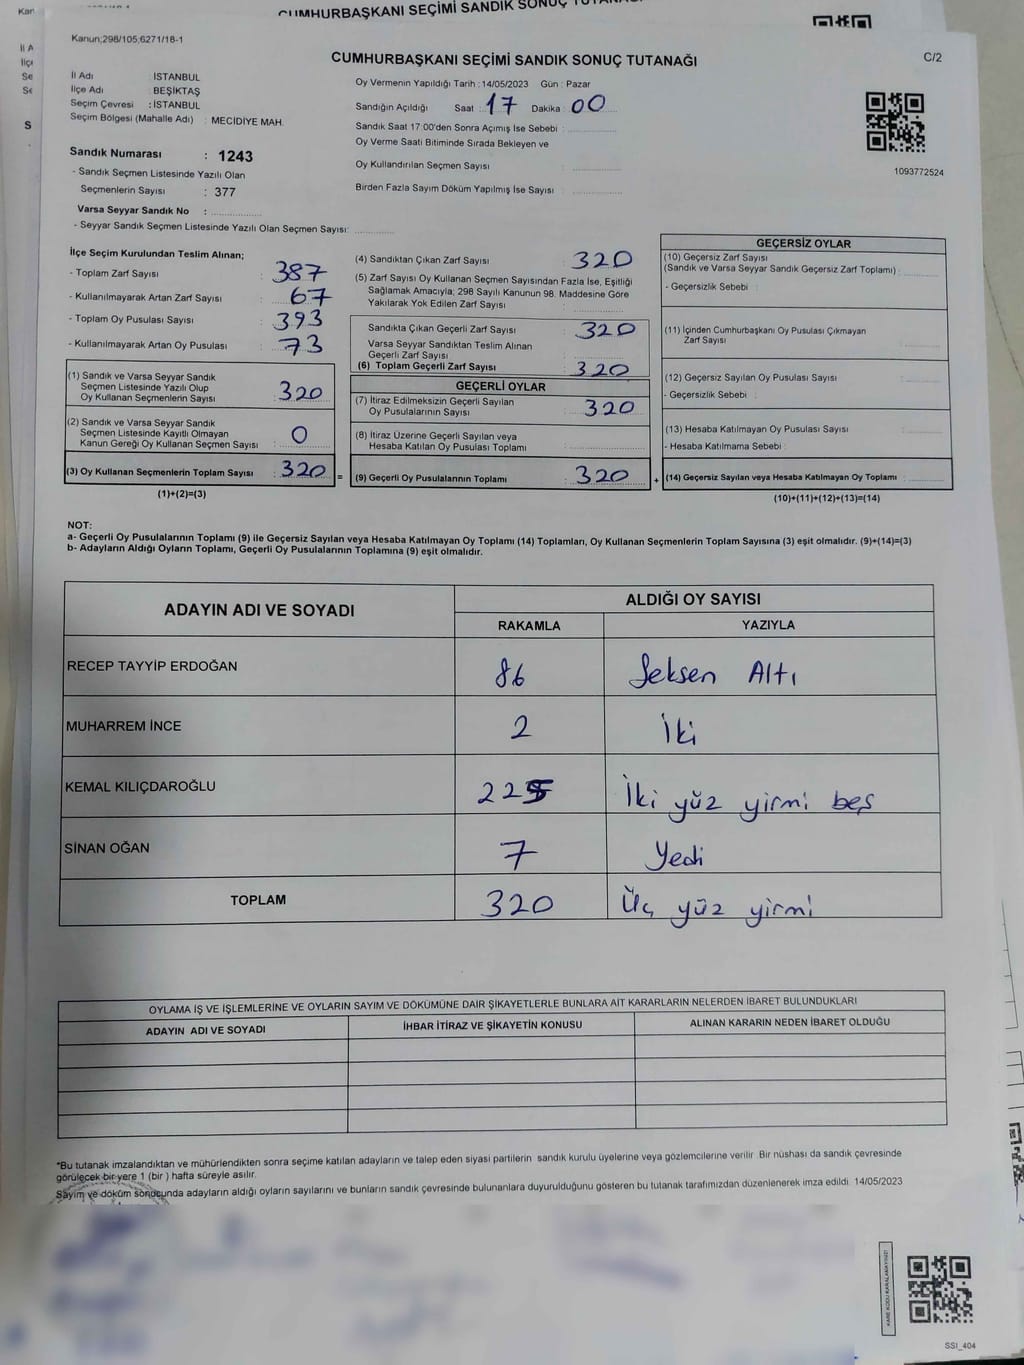 CUMHURBAŞKANI SEÇİMİ SANDIK SONUÇ TUTANAĞI
Kanun;298/105,6271/18-1
CUMHURBAŞKANI SEÇİMİ SANDIK SONUÇ TUTANAĞI
C/2
İl Adı : İSTANBUL
İlçe Adı : BEŞİKTAŞ
Seçim Çevresi : İSTANBUL
Seçim Bölgesi (Mahalle Adı) : MECİDİYE MAH.
Sandık Numarası : 1243
- Sandık Seçmen Listesinde Yazılı Olan
Seçmenlerin Sayısı : 377
Varsa Seyyar Sandık No :
- Seyyar Sandık Seçmen Listesinde Yazılı Olan Seçmen Sayısı:
Oy Vermenin Yapıldığı Tarih : 14/05/2023 Gün : Pazar
Sandığın Açıldığı Saat : 17 Dakika : 00
Sandık Saat 17:00'den Sonra Açımış İse Sebebi :
Oy Verme Saati Bitiminde Sırada Bekleyen ve
Oy Kullandırılan Seçmen Sayısı :
Birden Fazla Sayım Döküm Yapılmış İse Sayısı :
1093772524
İlçe Seçim Kurulundan Teslim Alınan;
- Toplam Zarf Sayısı : 387
- Kullanılmayarak Artan Zarf Sayısı : 67
- Toplam Oy Pusulası Sayısı : 393
- Kullanılmayarak Artan Oy Pusulası : 73
(1) Sandık ve Varsa Seyyar Sandık
Seçmen Listesinde Yazılı Olup
Oy Kullanan Seçmenlerin Sayısı : 320
(2) Sandık ve Varsa Seyyar Sandık
Seçmen Listesinde Kayıtlı Olmayan
Kanun Gereği Oy Kullanan Seçmen Sayısı : 0
(3) Oy Kullanan Seçmenlerin Toplam Sayısı : 320 =
(1)+(2)=(3)
(4) Sandıktan Çıkan Zarf Sayısı : 320
(5) Zarf Sayısı Oy Kullanan Seçmen Sayısından Fazla İse, Eşitliği
Sağlamak Amacıyla; 298 Sayılı Kanunun 98. Maddesine Göre
Yakılarak Yok Edilen Zarf Sayısı :
Sandıkta Çıkan Geçerli Zarf Sayısı : 320
Varsa Seyyar Sandıktan Teslim Alınan
Geçerli Zarf Sayısı :
(6) Toplam Geçerli Zarf Sayısı : 320
GEÇERLİ OYLAR
(7) İtiraz Edilmeksizin Geçerli Sayılan
Oy Pusulalarının Sayısı : 320
(8) İtiraz Üzerine Geçerli Sayılan veya
Hesaba Katılan Oy Pusulası Toplamı :
(9) Geçerli Oy Pusulalarının Toplamı : 320 +
GEÇERSİZ OYLAR
(10) Geçersiz Zarf Sayısı
(Sandık ve Varsa Seyyar Sandık Geçersiz Zarf Toplamı) :
- Geçersizlik Sebebi :
(11) İçinden Cumhurbaşkanı Oy Pusulası Çıkmayan
Zarf Sayısı :
(12) Geçersiz Sayılan Oy Pusulası Sayısı :
- Geçersizlik Sebebi :
(13) Hesaba Katılmayan Oy Pusulası Sayısı :
- Hesaba Katılmama Sebebi :
(14) Geçersiz Sayılan veya Hesaba Katılmayan Oy Toplamı :
(10)+(11)+(12)+(13)=(14)
NOT:
a- Geçerli Oy Pusulalarının Toplamı (9) ile Geçersiz Sayılan veya Hesaba Katılmayan Oy Toplamı (14) Toplamları, Oy Kullanan Seçmenlerin Toplam Sayısına (3) eşit olmalıdır. (9)+(14)=(3)
b- Adayların Aldığı Oyların Toplamı, Geçerli Oy Pusulalarının Toplamına (9) eşit olmalıdır.
ADAYIN ADI VE SOYADI
ALDIĞI OY SAYISI
RAKAMLA YAZIYLA
RECEP TAYYİP ERDOĞAN 86 Seksen Altı
MUHARREM İNCE 2 İki
KEMAL KILIÇDAROĞLU 225 İki yüz yirmi beş
SİNAN OĞAN 7 Yedi
TOPLAM 320 Üç yüz yirmi
OYLAMA İŞ VE İŞLEMLERİNE VE OYLARIN SAYIM VE DÖKÜMÜNE DAİR ŞİKAYETLERLE BUNLARA AİT KARARLARIN NELERDEN İBARET BULUNDUKLARI
ADAYIN ADI VE SOYADI İHBAR İTİRAZ VE ŞİKAYETİN KONUSU ALINAN KARARIN NEDEN İBARET OLDUĞU
*Bu tutanak imzalandıktan ve mühürlendikten sonra seçime katılan adayların ve talep eden siyasi partilerin sandık kurulu üyelerine veya gözlemcilerine verilir. Bir nüshası da sandık çevresinde
görülecek bir yere 1 (bir ) hafta süreyle asılır.
Sayım ve döküm sonucunda adayların aldığı oyların sayılarını ve bunların sandık çevresinde bulunanlara duyurulduğunu gösteren bu tutanak tarafımızdan düzenlenerek imza edildi. 14/05/2023
KARE KODU KARALAMAYINIZ!
SSI_404